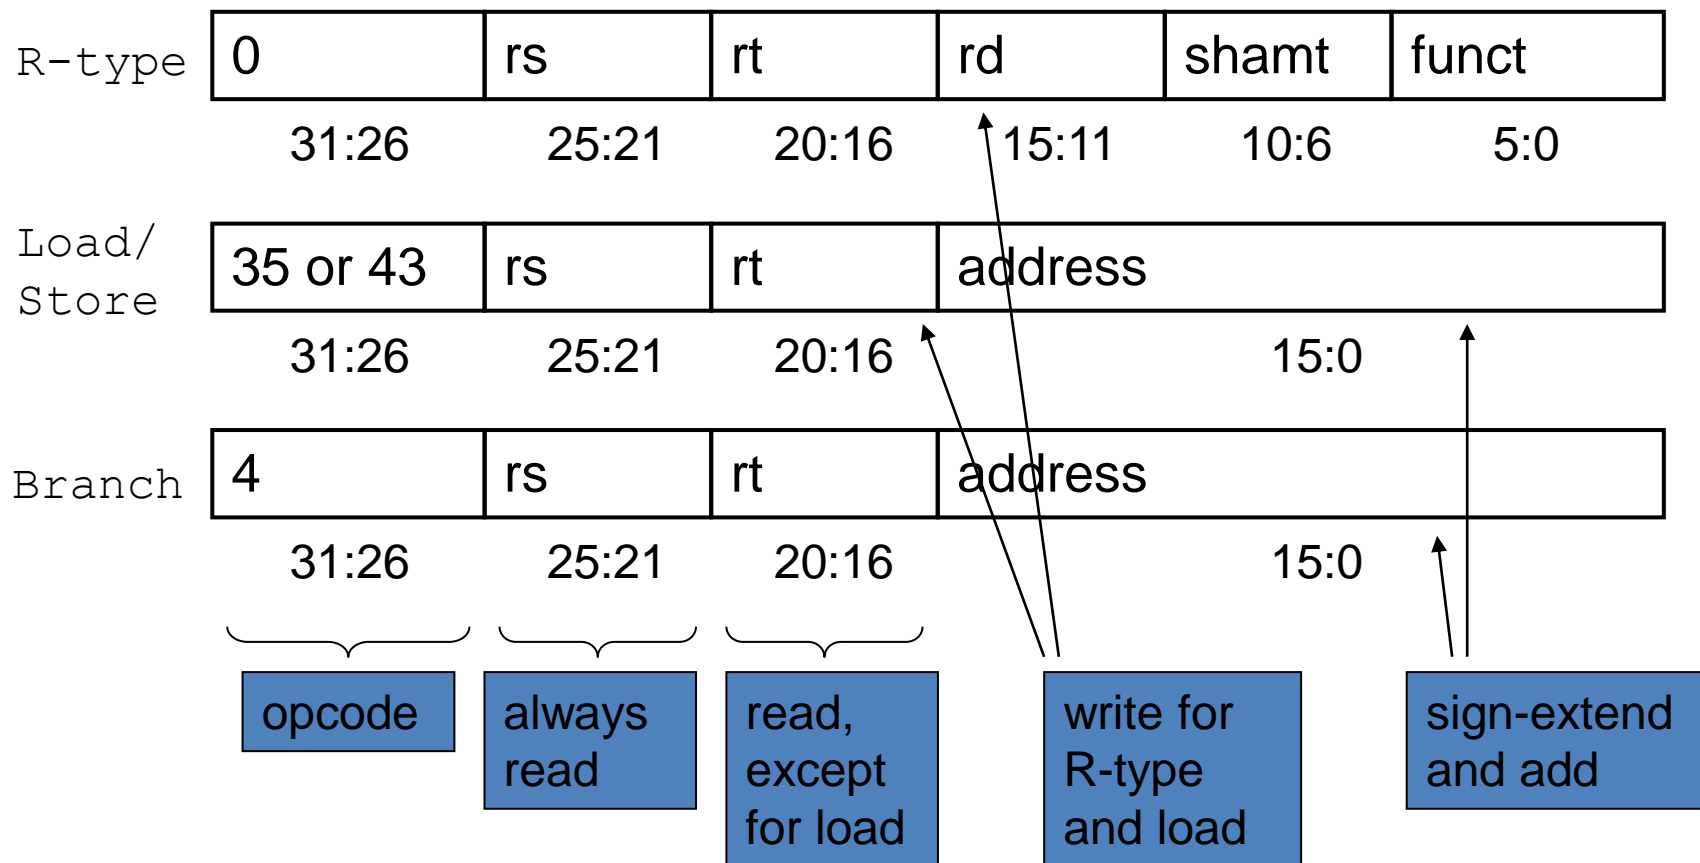 R-type 0 rs rt rd shamt funct
31:26 25:21 20:16 15:11 10:6 5:0
Load/
Store
35 or 43 rs rt address
31:26 25:21 20:16 15:0
Branch 4 rs rt address
31:26 25:21 20:16 15:0
opcode
always
read
read,
except
for load
write for
R-type
and load
sign-extend
and add